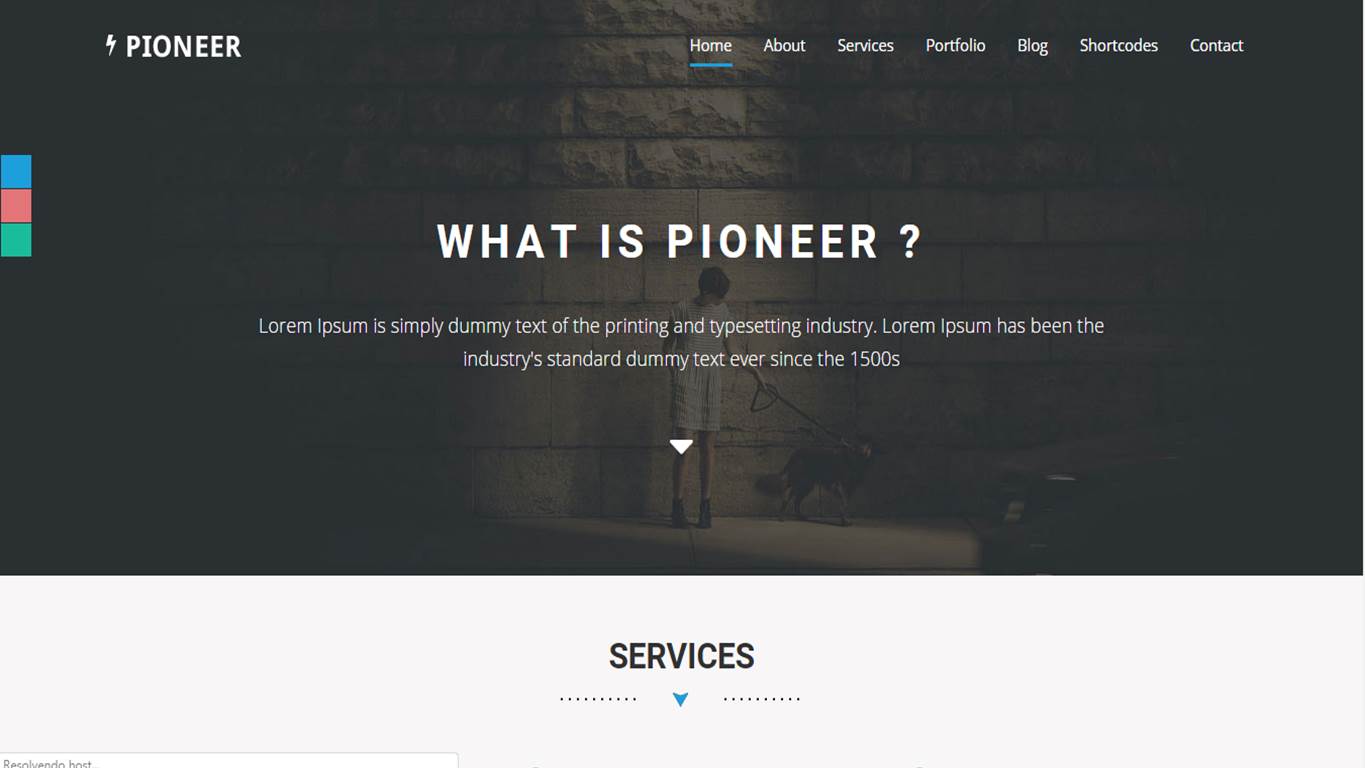 PIONEER
Home About Services Portfolio Blog Shortcodes Contact
WHAT IS PIONEER ?
Lorem Ipsum is simply dummy text of the printing and typesetting industry. Lorem Ipsum has been the
industry's standard dummy text ever since the 1500s
SERVICES
Resolvendo host...